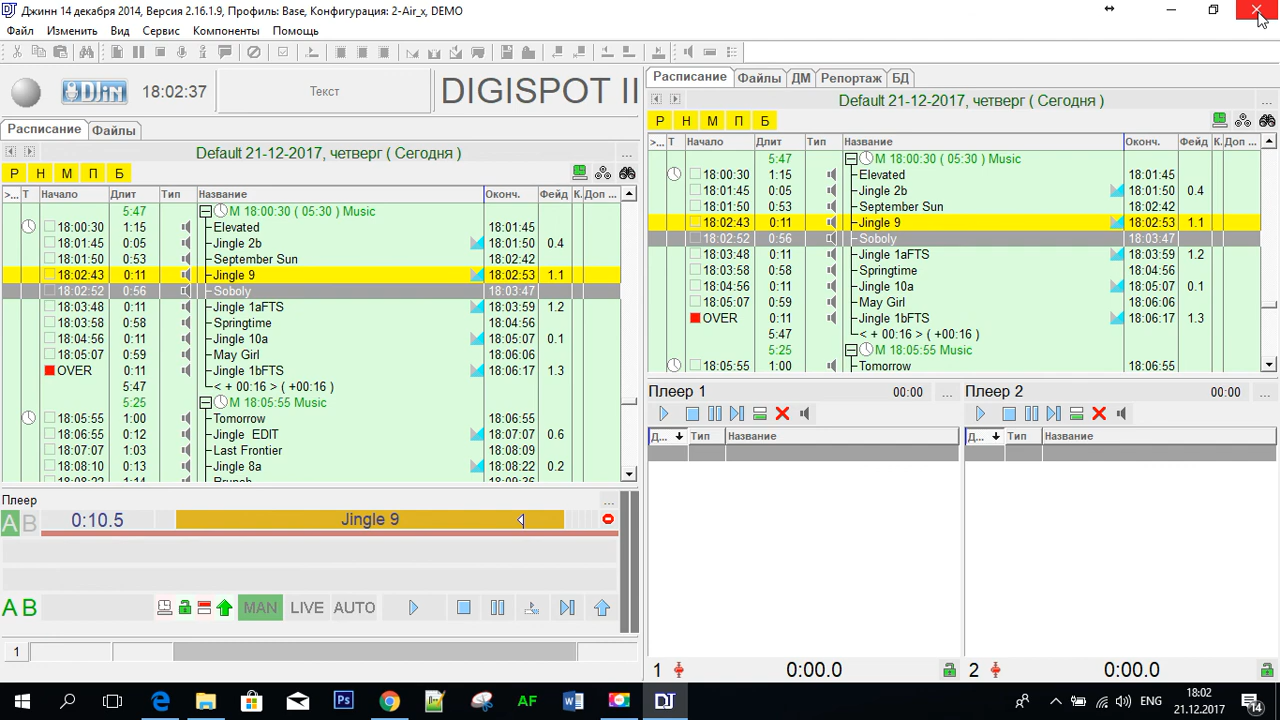 Джинн 14 декабря 2014, Версия 2.16.1.9, Профиль: Base, Конфигурация: 2-Air_x, DEMO
Файл Изменить Вид Сервис Компоненты Помощь
DJin 18:02:37 Текст DIGISPOT II
Расписание Файлы
Default 21-12-2017, четверг ( Сегодня ) ...
Р Н М П Б
>... Т Начало Длит Тип Название Оконч. Фейд К. Доп ...
5:47 М 18:00:30 ( 05:30 ) Music
18:00:30 1:15 Elevated 18:01:45
18:01:45 0:05 Jingle 2b 18:01:50 0.4
18:01:50 0:53 September Sun 18:02:42
18:02:43 0:11 Jingle 9 18:02:53 1.1
18:02:52 0:56 Soboly 18:03:47
18:03:48 0:11 Jingle 1aFTS 18:03:59 1.2
18:03:58 0:58 Springtime 18:04:56
18:04:56 0:11 Jingle 10a 18:05:07 0.1
18:05:07 0:59 May Girl 18:06:06
OVER 0:11 Jingle 1bFTS 18:06:17 1.3
5:47 < + 00:16 > ( +00:16 )
5:25 М 18:05:55 Music
18:05:55 1:00 Tomorrow 18:06:55
18:06:55 0:12 Jingle EDIT 18:07:07 0.6
18:07:07 1:03 Last Frontier 18:08:09
18:08:10 0:13 Jingle 8a 18:08:22 0.2
Плеер ...
A B 0:10.5 Jingle 9
A B MAN LIVE AUTO
1
Расписание Файлы ДМ Репортаж БД
Default 21-12-2017, четверг ( Сегодня ) ...
Р Н М П Б
>... Т Начало Длит Тип Название Оконч. Фейд К. Доп ...
5:47 М 18:00:30 ( 05:30 ) Music
18:00:30 1:15 Elevated 18:01:45
18:01:45 0:05 Jingle 2b 18:01:50 0.4
18:01:50 0:53 September Sun 18:02:42
18:02:43 0:11 Jingle 9 18:02:53 1.1
18:02:52 0:56 Soboly 18:03:47
18:03:48 0:11 Jingle 1aFTS 18:03:59 1.2
18:03:58 0:58 Springtime 18:04:56
18:04:56 0:11 Jingle 10a 18:05:07 0.1
18:05:07 0:59 May Girl 18:06:06
OVER 0:11 Jingle 1bFTS 18:06:17 1.3
5:47 < + 00:16 > ( +00:16 )
5:25 М 18:05:55 Music
18:05:55 1:00 Tomorrow 18:06:55
Плеер 1 00:00 ...
Д... Тип Название
1 0:00.0
Плеер 2 00:00 ...
Д... Тип Название
2 0:00.0
Ps AF W DT ENG 18:02
21.12.2017 14